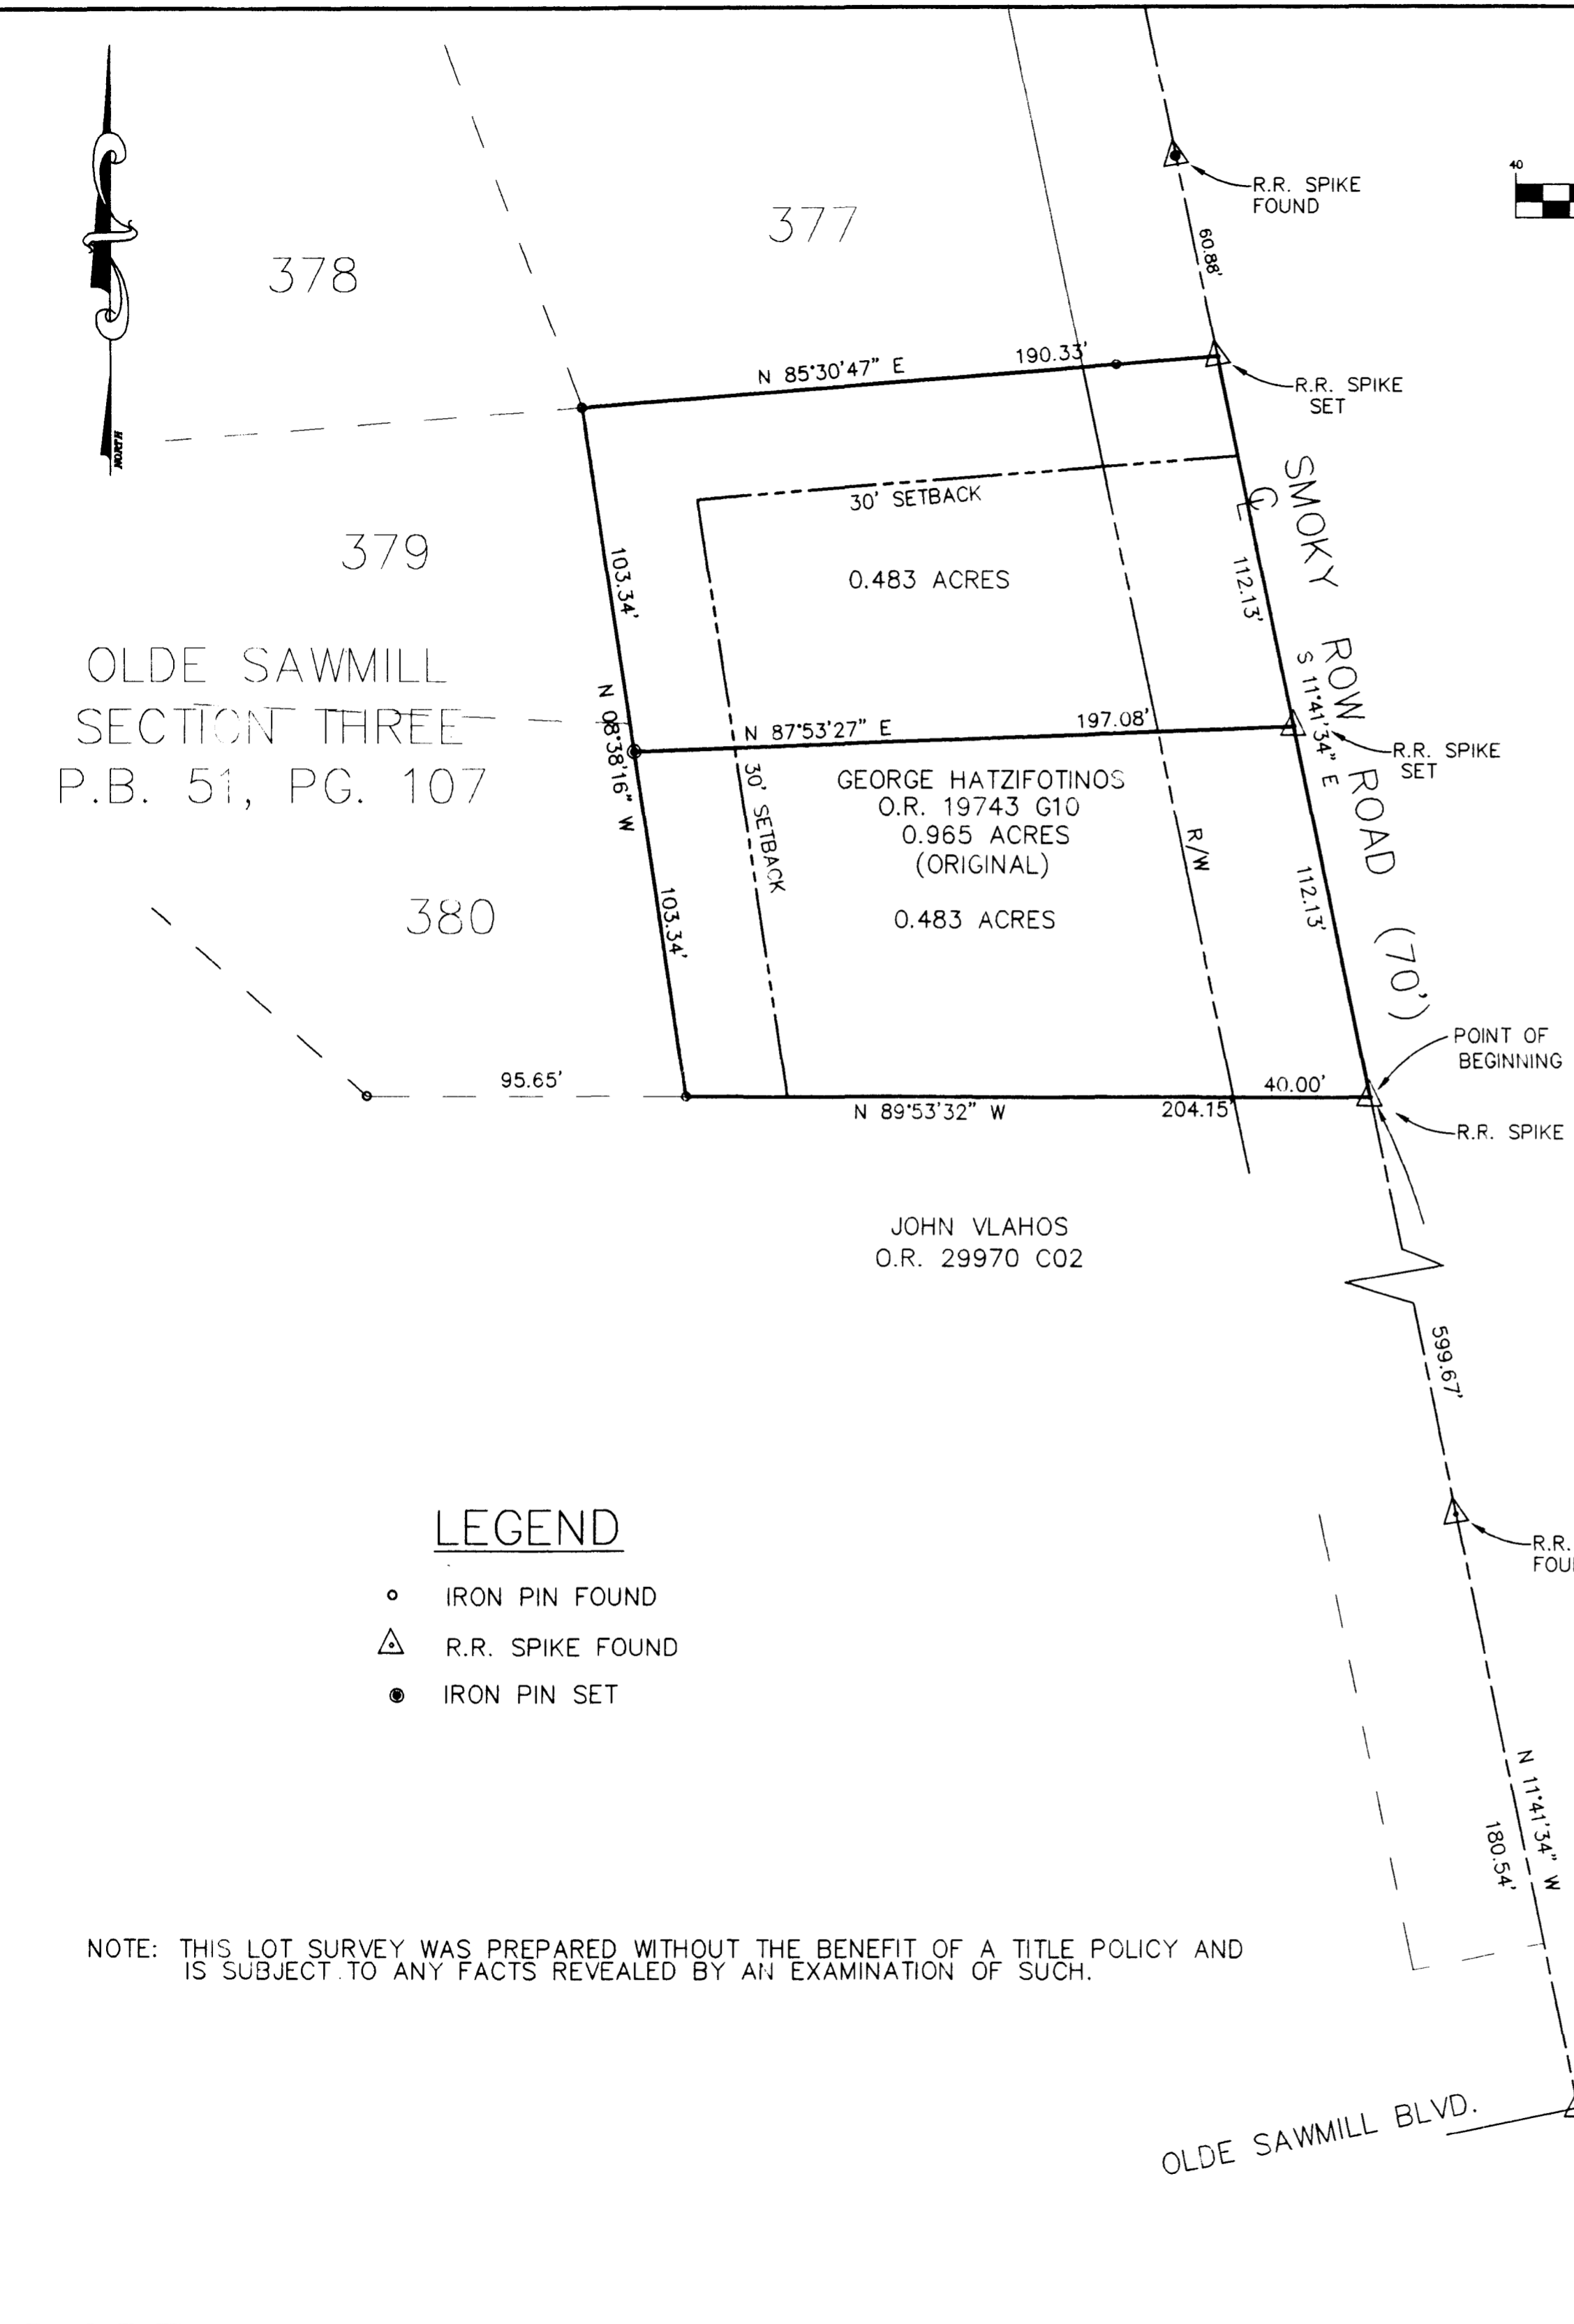 40
R.R. SPIKE
FOUND
60.88'
377
378
NORTH
N 85°30'47" E
190.33'
R.R. SPIKE
SET
30' SETBACK
SMOKY ROW ROAD (70')
379
103.34'
0.483 ACRES
112.13'
OLDE SAWMILL
SECTION THREE
P.B. 51, PG. 107
N 08°38'16" W
S 11°41'34" E
N 87°53'27" E
197.08'
R.R. SPIKE
SET
30' SETBACK
GEORGE HATZIFOTINOS
O.R. 19743 G10
0.965 ACRES
(ORIGINAL)
0.483 ACRES
R/W
112.13'
380
103.34'
POINT OF
BEGINNING
95.65'
40.00'
N 89°53'32" W
204.15'
R.R. SPIKE
JOHN VLAHOS
O.R. 29970 C02
599.67'
LEGEND
IRON PIN FOUND
R.R. SPIKE FOUND
IRON PIN SET
R.R.
N 11°41'34" W
180.54'
NOTE: THIS LOT SURVEY WAS PREPARED WITHOUT THE BENEFIT OF A TITLE POLICY AND
IS SUBJECT TO ANY FACTS REVEALED BY AN EXAMINATION OF SUCH.
OLDE SAWMILL BLVD.